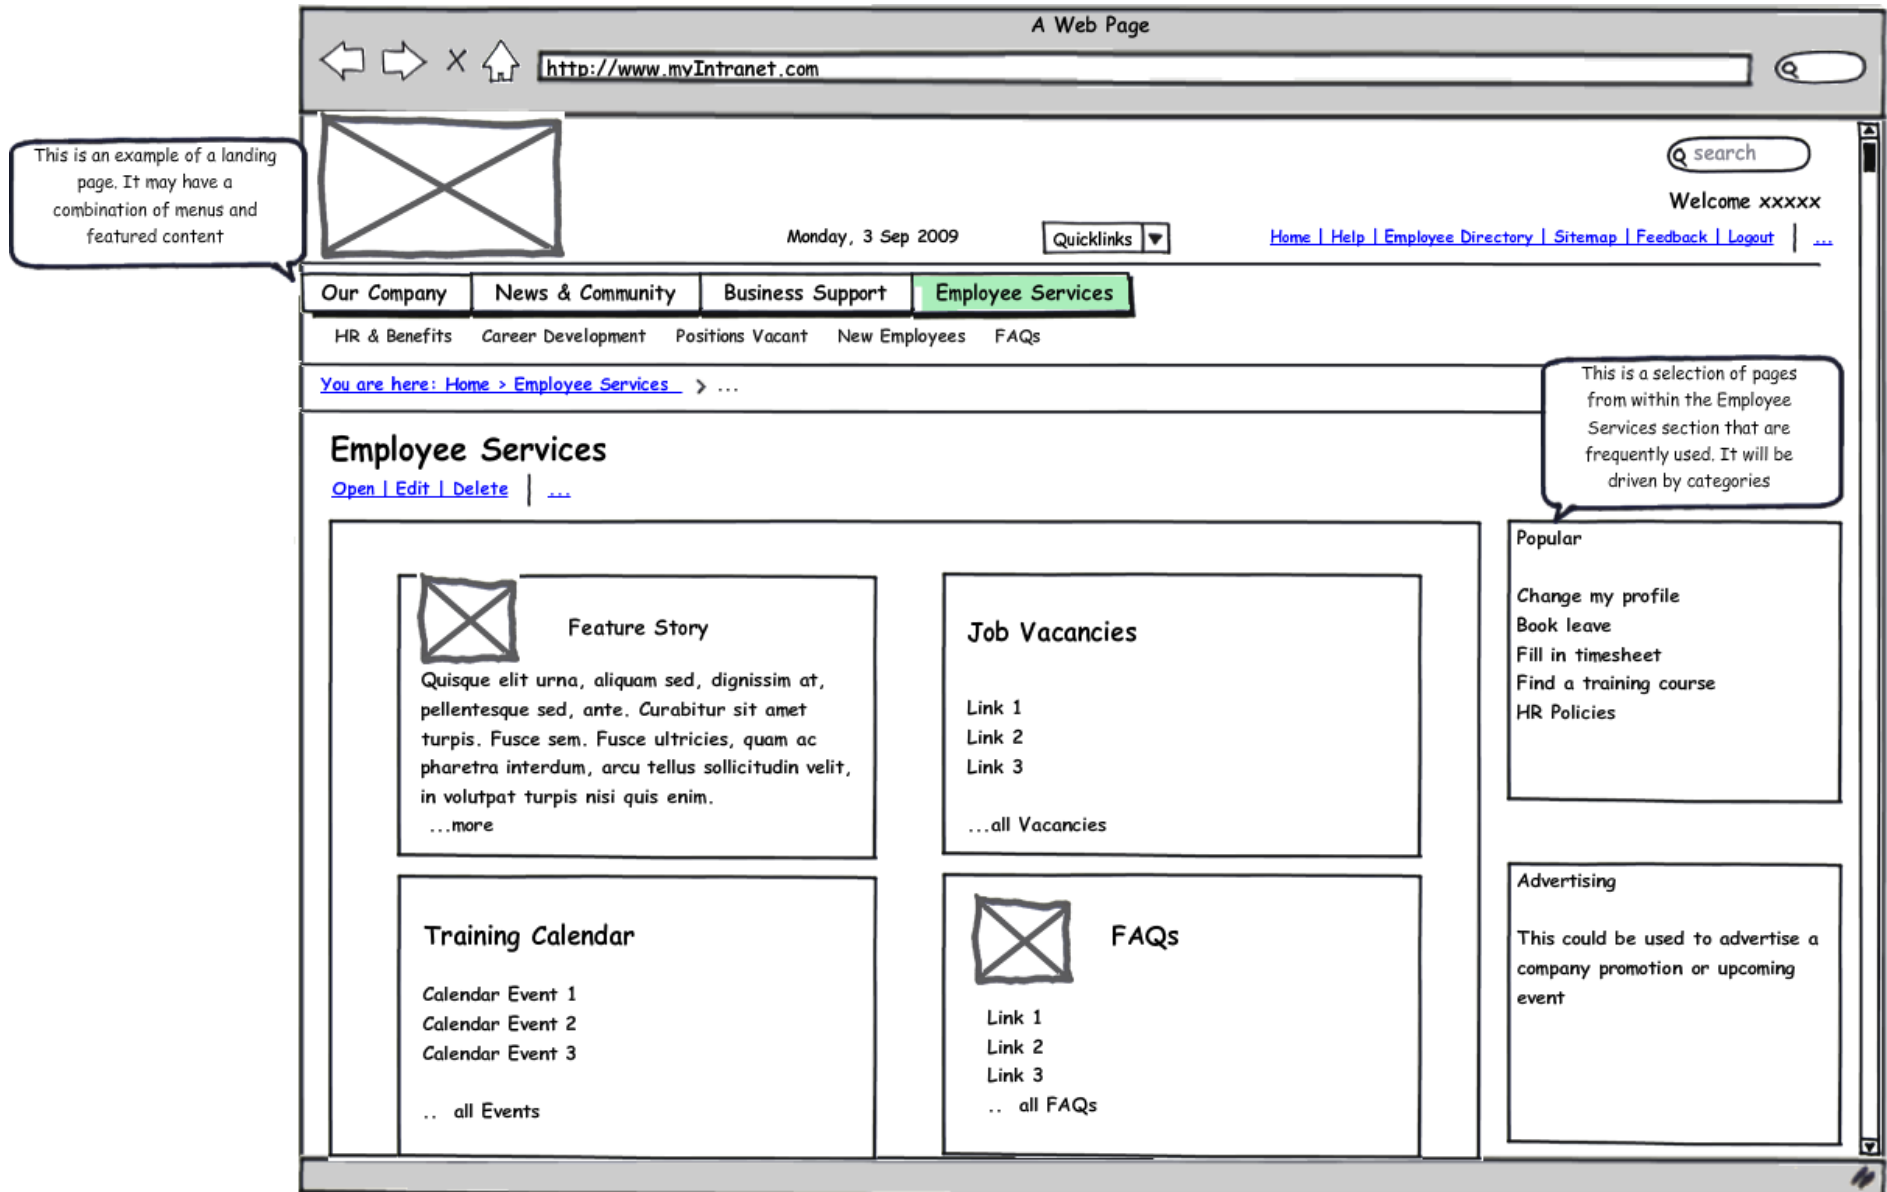 A Web Page
http://www.myIntranet.com
This is an example of a landing
page. It may have a
combination of menus and
featured content
search
Welcome xxxxx
Monday, 3 Sep 2009
Quicklinks
Home | Help | Employee Directory | Sitemap | Feedback | Logout | ...
Our Company
News & Community
Business Support
Employee Services
HR & Benefits
Career Development
Positions Vacant
New Employees
FAQs
You are here: Home > Employee Services > ...
This is a selection of pages
from within the Employee
Services section that are
frequently used. It will be
driven by categories
Employee Services
Open | Edit | Delete | ...
Feature Story
Quisque elit urna, aliquam sed, dignissim at,
pellentesque sed, ante. Curabitur sit amet
turpis. Fusce sem. Fusce ultricies, quam ac
pharetra interdum, arcu tellus sollicitudin velit,
in volutpat turpis nisi quis enim.
...more
Job Vacancies
Link 1
Link 2
Link 3
...all Vacancies
Popular
Change my profile
Book leave
Fill in timesheet
Find a training course
HR Policies
Training Calendar
Calendar Event 1
Calendar Event 2
Calendar Event 3
.. all Events
FAQs
Link 1
Link 2
Link 3
.. all FAQs
Advertising
This could be used to advertise a
company promotion or upcoming
event